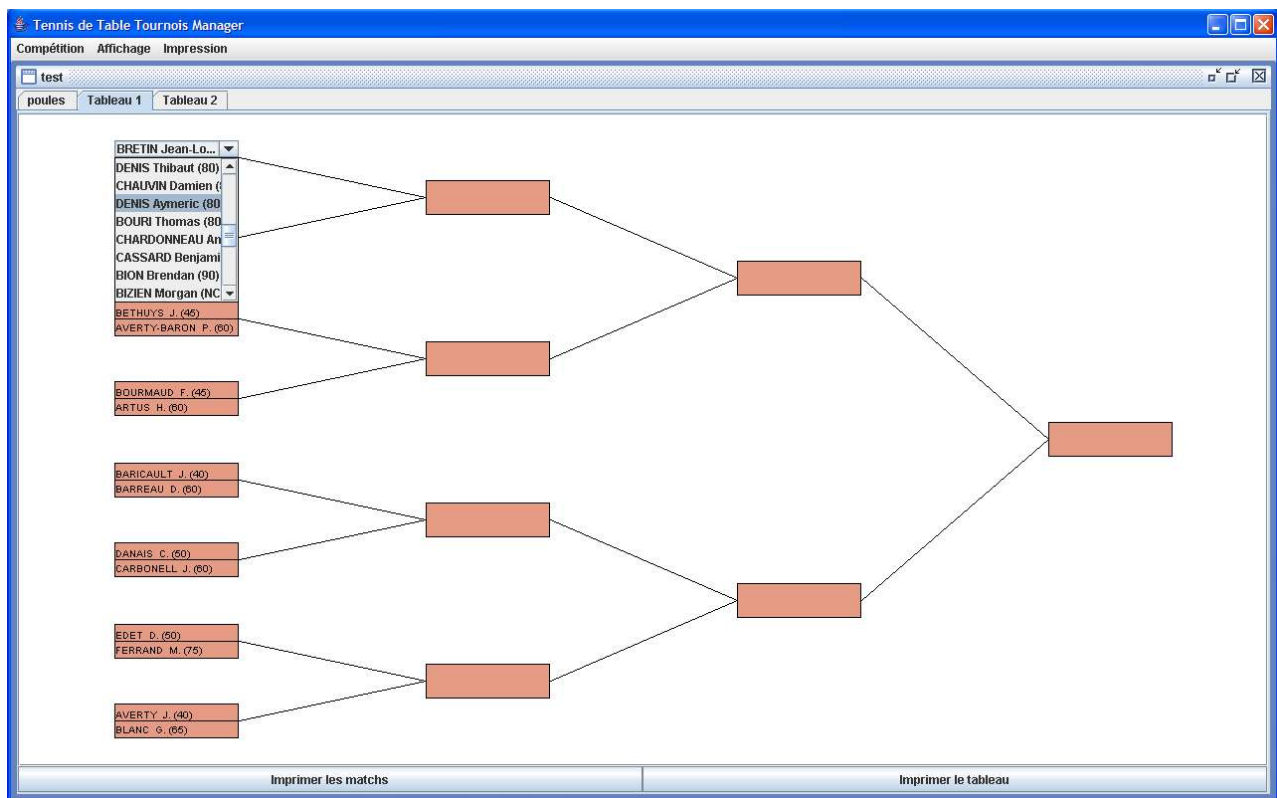 Tennis de Table Tournois Manager
Compétition Affichage Impression
test
poules Tableau 1 Tableau 2
BRETIN Jean-Lo...
DENIS Thibaut (80)
CHAUVIN Damien (
DENIS Aymeric (80
BOURI Thomas (80
CHARDONNEAU An
CASSARD Benjami
BION Brendan (90)
BIZIEN Morgan (NC
BETHUYS J. (45)
AVERTY-BARON P. (60)
BOURMAUD F. (45)
ARTUS H. (60)
BARICAULT J. (40)
BARREAU D. (60)
DANAIS C. (50)
CARBONELL J. (60)
EDET D. (50)
FERRAND M. (75)
AVERTY J. (40)
BLANC G. (65)
Imprimer les matchs Imprimer le tableau